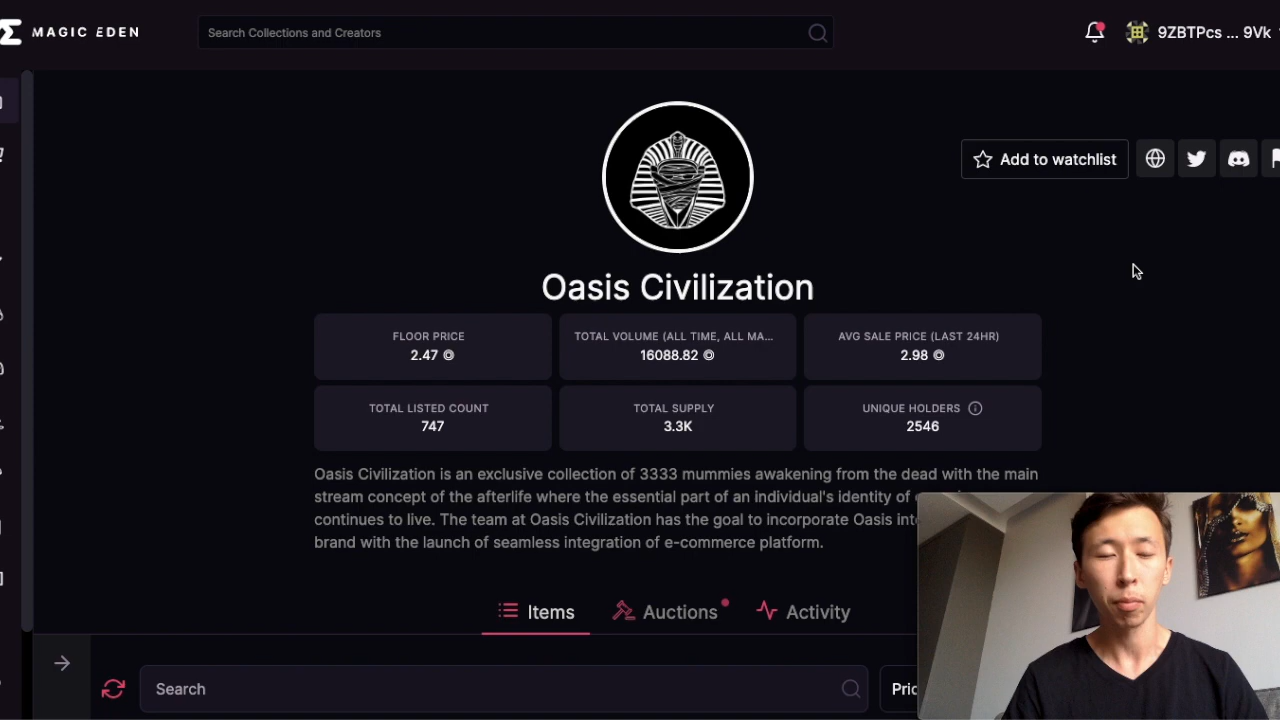 MAGIC EDEN
Search Collections and Creators
9ZBTPcs ... 9Vk
Add to watchlist
Oasis Civilization
FLOOR PRICE
2.47
TOTAL VOLUME (ALL TIME, ALL MA...
16088.82
AVG SALE PRICE (LAST 24HR)
2.98
TOTAL LISTED COUNT
747
TOTAL SUPPLY
3.3K
UNIQUE HOLDERS
2546
Oasis Civilization is an exclusive collection of 3333 mummies awakening from the dead with the main
stream concept of the afterlife where the essential part of an individual's identity of
continues to live. The team at Oasis Civilization has the goal to incorporate Oasis
brand with the launch of seamless integration of e-commerce platform.
Items
Auctions
Activity
Search